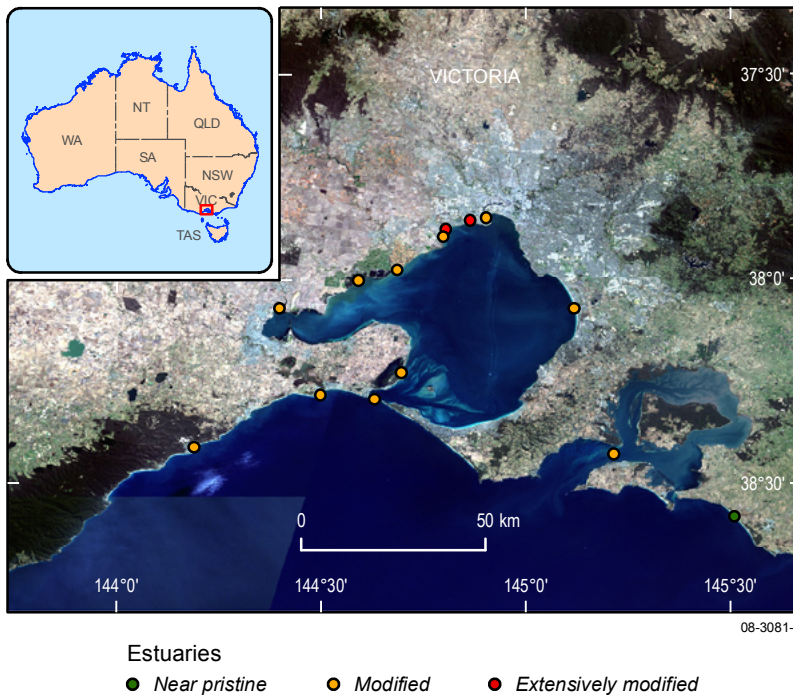 VICTORIA
37°30'
NT
QLD
WA
SA
NSW
VIC
TAS
38°0'
38°30'
0
50 km
144°0'
144°30'
145°0'
145°30'
08-3081-
Estuaries
Near pristine
Modified
Extensively modified